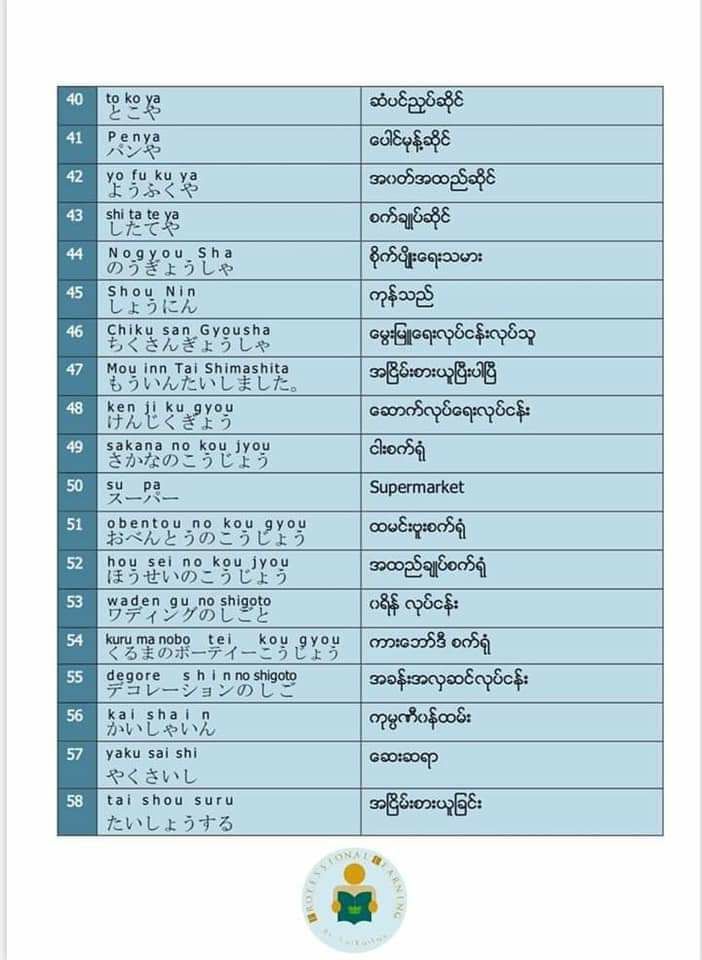 40 to ko ya ဆံပင်ညှပ်ဆိုင်
とこや
41 Penya ပေါင်မုန့်ဆိုင်
パンや
42 yo fu ku ya အဝတ်အထည်ဆိုင်
ようふくや
43 shi ta te ya စက်ချုပ်ဆိုင်
したてや
44 Nogyou Sha စိုက်ပျိုးရေးသမား
のうぎょうしゃ
45 Shou Nin ကုန်သည်
しょうにん
46 Chiku san Gyousha မွေးမြူရေးလုပ်ငန်းလုပ်သူ
ちくさんぎょうしゃ
47 Mou inn Tai Shimashita အငြိမ်းစားယူပြီးပါပြီ
もういんたいしました。
48 ken ji ku gyou ဆောက်လုပ်ရေးလုပ်ငန်း
けんじくぎょう
49 sakana no kou jyou ငါးစက်ရုံ
さかなのこうじょう
50 su pa Supermarket
スーパー
51 obentou no kou gyou ထမင်းဗူးစက်ရုံ
おべんとうのこうじょう
52 hou sei no kou jyou အထည်ချုပ်စက်ရုံ
ほうせいのこうじょう
53 waden gu no shigoto ဝရိန် လုပ်ငန်း
ワディングのしごと
54 kuru ma nobo tei kou gyou ကားဘော်ဒီ စက်ရုံ
くるまのボーテイーこうじょう
55 degore shin no shigoto အခန်းအလှဆင်လုပ်ငန်း
デコレーションのしご
56 kai sha in ကုမ္ပဏီဝန်ထမ်း
かいしゃいん
57 yaku sai shi ဆေးဆရာ
やくさいし
58 tai shou suru အငြိမ်းစားယူခြင်း
たいしょうする
PROFESSIONAL LEARNING